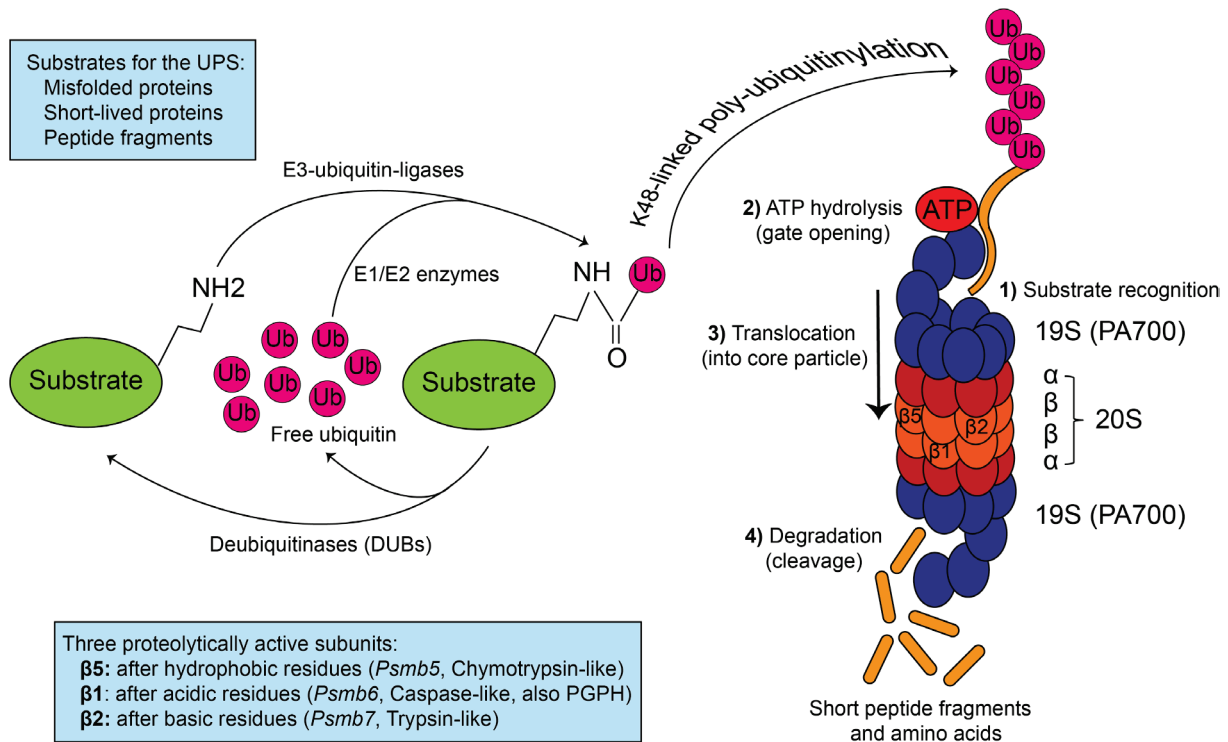 Substrates for the UPS:
Misfolded proteins
Short-lived proteins
Peptide fragments
E3-ubiquitin-ligases
E1/E2 enzymes
NH2
Substrate
Ub
Ub
Ub
Ub
Ub
Ub
Ub
Free ubiquitin
NH
Ub
O
Substrate
Deubiquitinases (DUBs)
K48-linked poly-ubiquitinylation
Ub
Ub
Ub
Ub
Ub
Ub
2) ATP hydrolysis
(gate opening)
ATP
1) Substrate recognition
19S (PA700)
3) Translocation
(into core particle)
β5
β2
β1
α
β
β
α
20S
19S (PA700)
4) Degradation
(cleavage)
Short peptide fragments
and amino acids
Three proteolytically active subunits:
β5: after hydrophobic residues (Psmb5, Chymotrypsin-like)
β1: after acidic residues (Psmb6, Caspase-like, also PGPH)
β2: after basic residues (Psmb7, Trypsin-like)